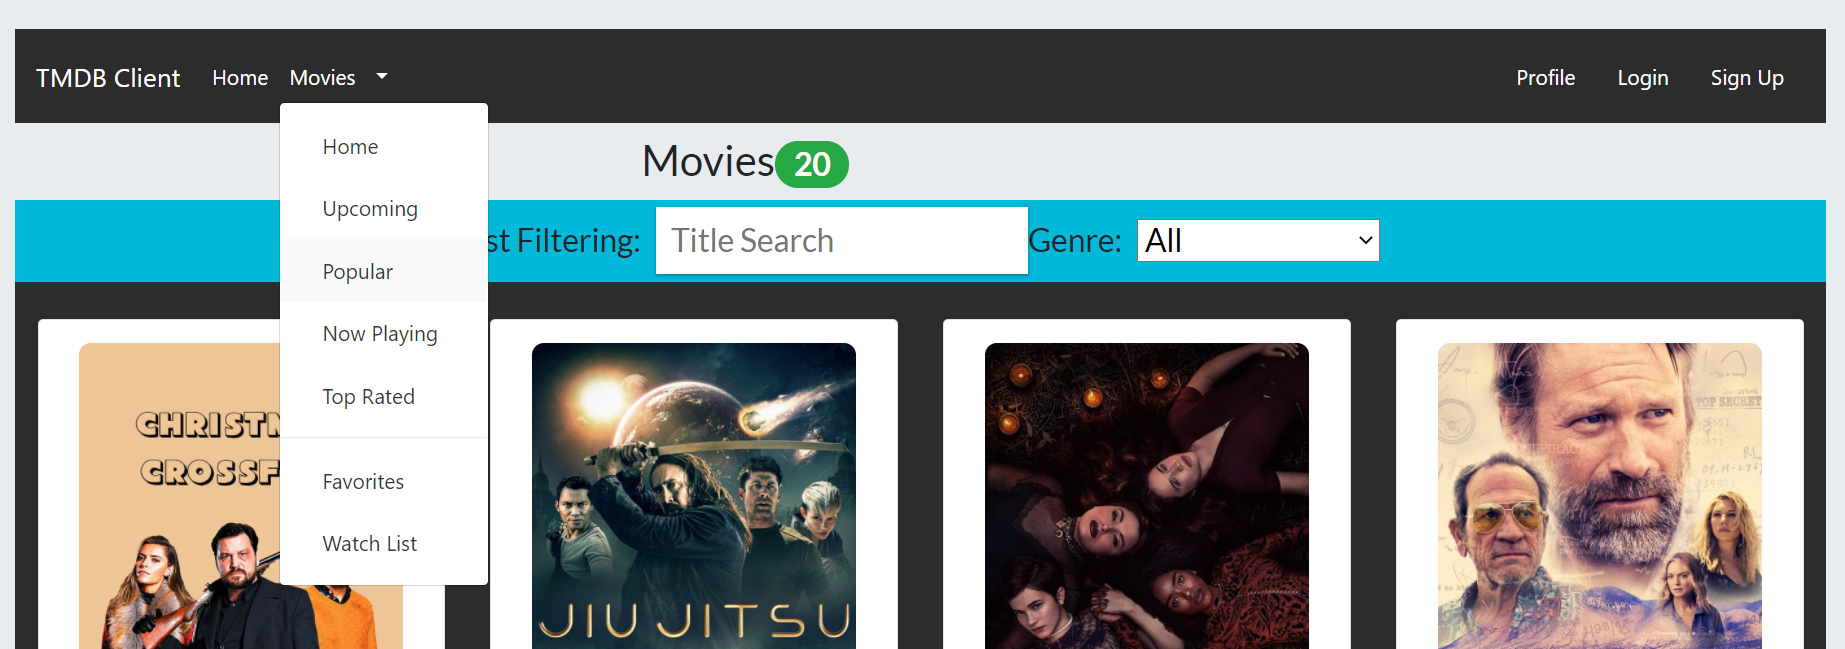 TMDB Client Home Movies Profile Login Sign Up
Home
Upcoming
Popular
Now Playing
Top Rated
Favorites
Watch List
Movies 20
st Filtering: Title Search Genre: All
CHRISTM
CROSSF
JIU JITSU
TOP SECRET